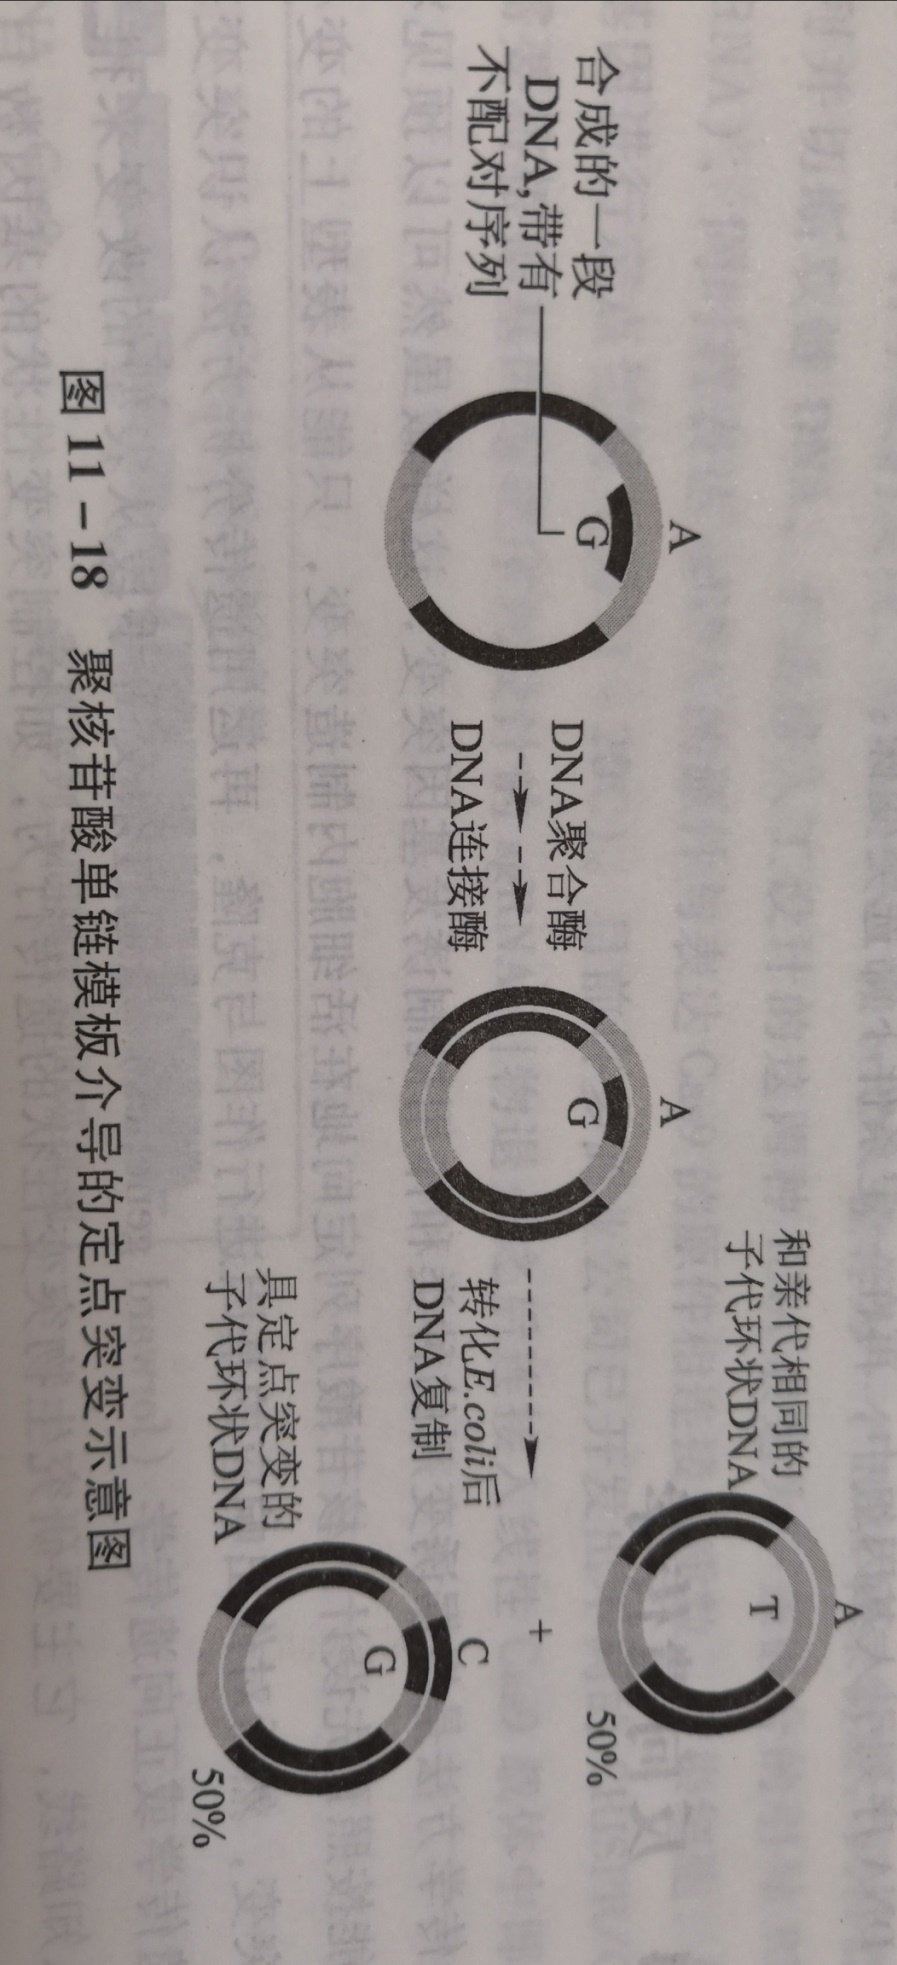 合成的一段
DNA,带有
不配对序列
A
G
DNA聚合酶
DNA连接酶
A
G
转化E.coli后
DNA复制
和亲代相同的
子代环状DNA
A
T
50%
+
具定点突变的
子代环状DNA
C
G
50%
图 11-18 聚核苷酸单链模板介导的定点突变示意图